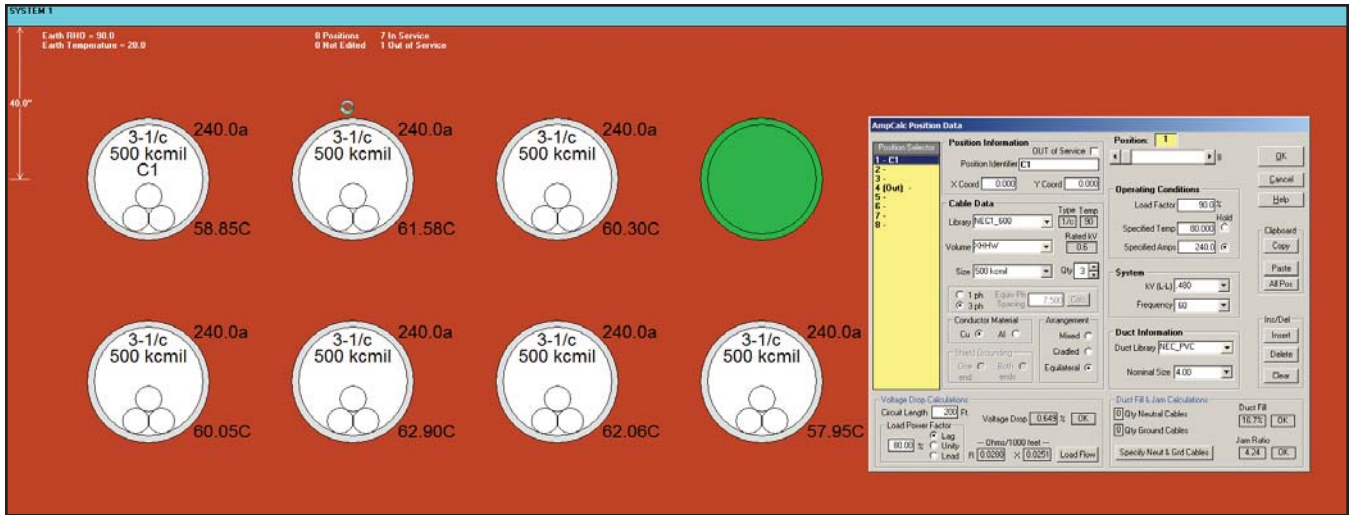 SYSTEM 1
Earth RHO = 90.0
Earth Temperature = 20.0
8 Positions 7 In Service
0 Not Edited 1 Out of Service
40.0"
3-1/c
500 kcmil
C1
240.0a
58.85C
3-1/c
500 kcmil
240.0a
61.58C
3-1/c
500 kcmil
240.0a
60.30C
3-1/c
500 kcmil
240.0a
60.05C
3-1/c
500 kcmil
240.0a
62.90C
3-1/c
500 kcmil
240.0a
62.06C
3-1/c
500 kcmil
240.0a
57.95C
AmpCalc Position Data
Position Selector
1 - C1
2 -
3 -
4 (Out) -
5 -
6 -
7 -
8 -
Position Information
OUT of Service
Position Identifier C1
X Coord 0.000 Y Coord 0.000
Cable Data
Type Temp
Library NEC1_600 1/c 90
Rated kV
Volume XHHW 0.6
Size 500 kcmil Qty 3
1 ph Equiv Ph
3 ph Spacing 7.500 Calc
Conductor Material
Cu Al
Shield Grounding
One end Both ends
Arrangement
Mixed
Cradled
Equilateral
Position: 1
8
Operating Conditions
Load Factor 90.0 %
Hold
Specified Temp 80.000
Specified Amps 240.0
System
kV (L-L) .480
Frequency 60
Duct Information
Duct Library NEC_PVC
Nominal Size 4.00
OK
Cancel
Help
Clipboard
Copy
Paste
All Pos
Ins/Del
Insert
Delete
Clear
Voltage Drop Calculations
Circuit Length 200 Ft
Voltage Drop 0.649 % OK
Load Power Factor
80.00 %
Lag
Unity
Lead
-- Ohms/1000 feet --
R 0.0280 X 0.0251 Load Flow
Duct Fill & Jam Calculations
0 Qty Neutral Cables
0 Qty Ground Cables
Specify Neut & Grd Cables
Duct Fill
16.7% OK
Jam Ratio
4.24 OK